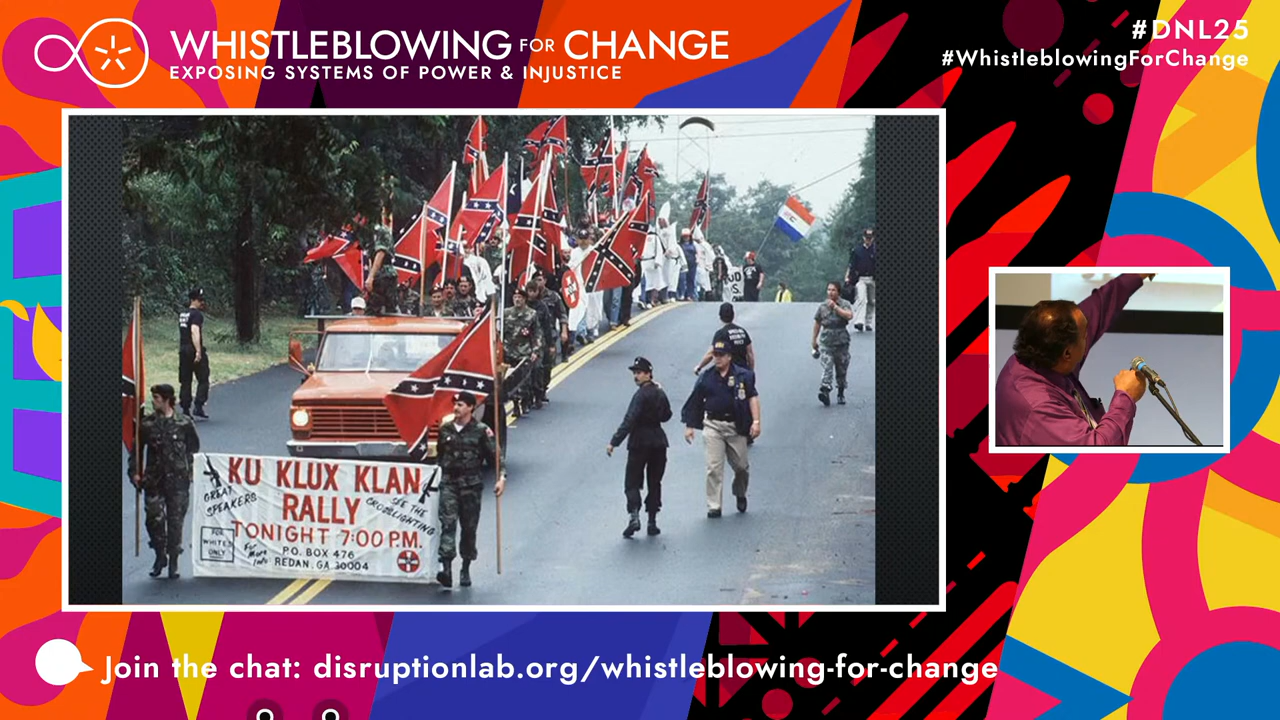 WHISTLEBLOWING FOR CHANGE
EXPOSING SYSTEMS OF POWER & INJUSTICE
#DNL25
#WhistleblowingForChange
KU KLUX KLAN
RALLY
GREAT
SPEAKERS
SEE THE
CROSSLIGHTING
TONIGHT 7:00 P.M.
FOR
WHITES
ONLY
For
More
Info
P.O. BOX 476
REDAN, GA 30004
Join the chat: disruptionlab.org/whistleblowing-for-change